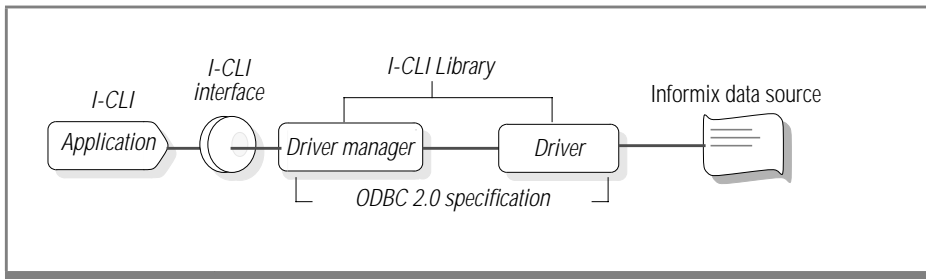 I-CLI
Application
I-CLI
interface
I-CLI Library
Driver manager
Driver
ODBC 2.0 specification
Informix data source